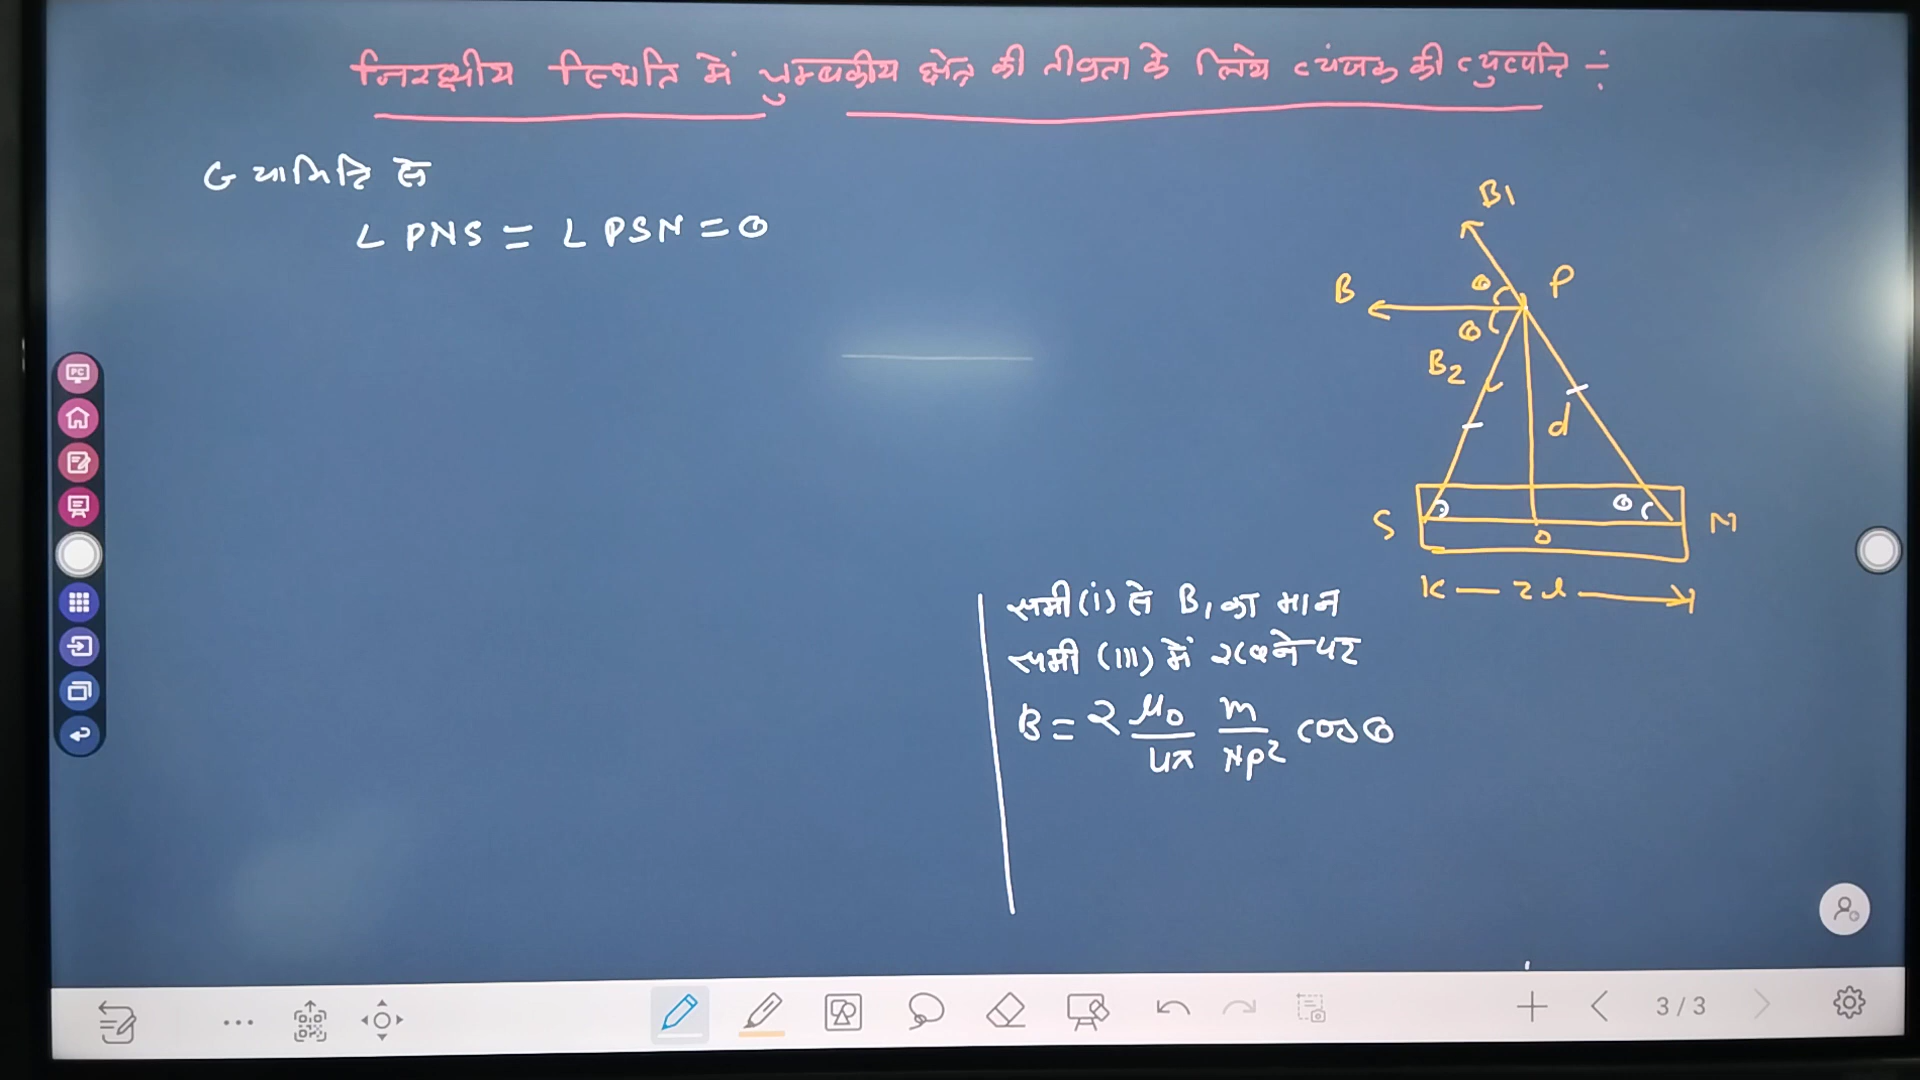 निरक्षीय स्थिति में चुम्बकीय क्षेत्र की तीव्रता के लिये व्यंजक की व्युत्पत्ति ÷
ज्यामिति से
∠ PNS = ∠ PSN = θ
B1
B
θ
P
θ
B2
d
θ
S
O
N
K — 2l →|
समी (i) से B1 का मान
समी (iii) में रखने पर
B = 2 μ0/4π m/NP² cosθ
PC
3 / 3